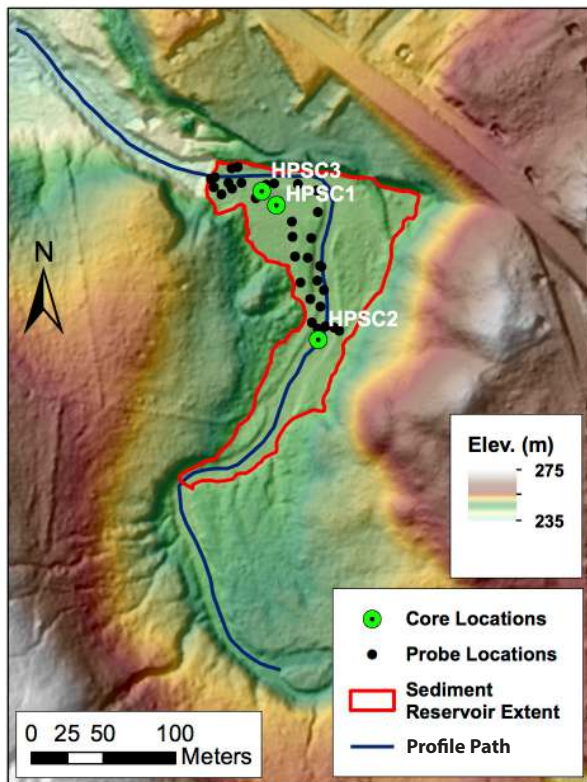 HPSC3
HPSC1
N
HPSC2
Elev. (m)
275
235
Core Locations
Probe Locations
Sediment
Reservoir Extent
Profile Path
0 25 50 100
Meters